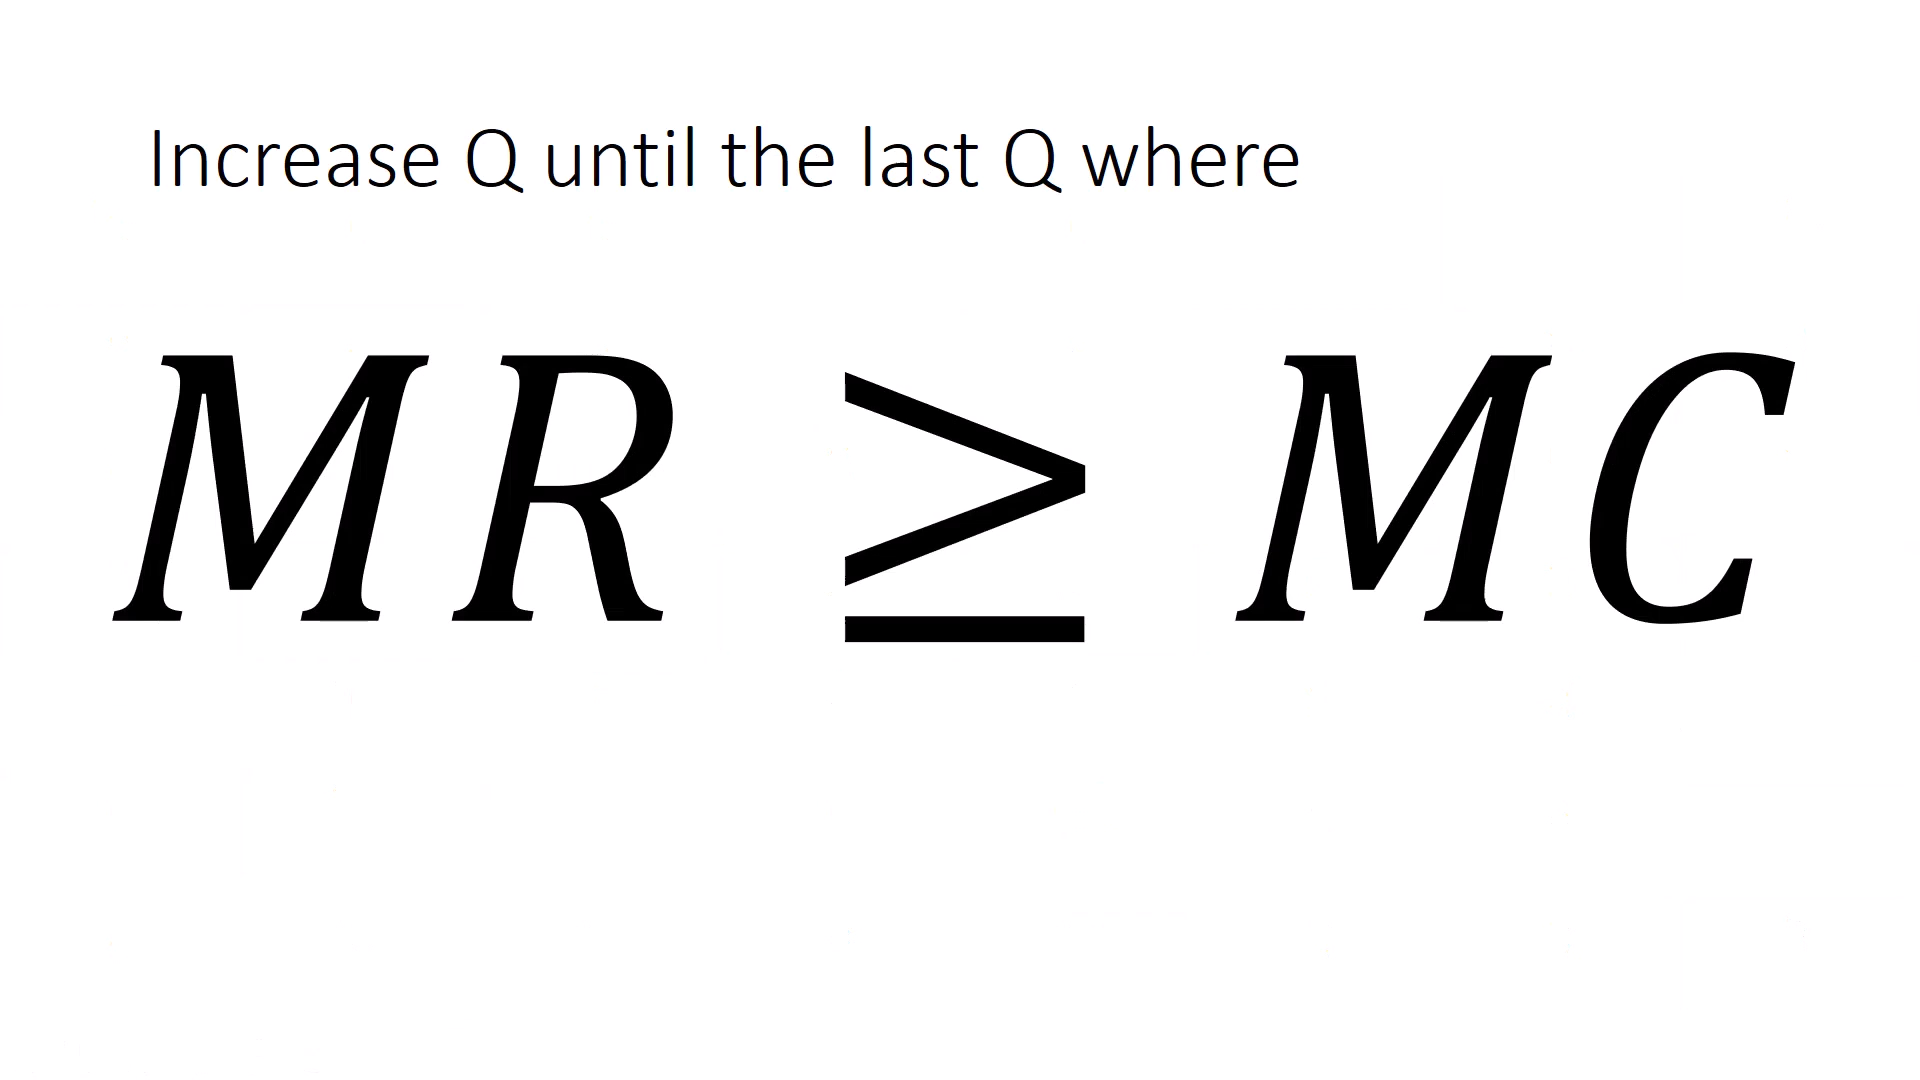 Increase Q until the last Q where
MR ≥ MC